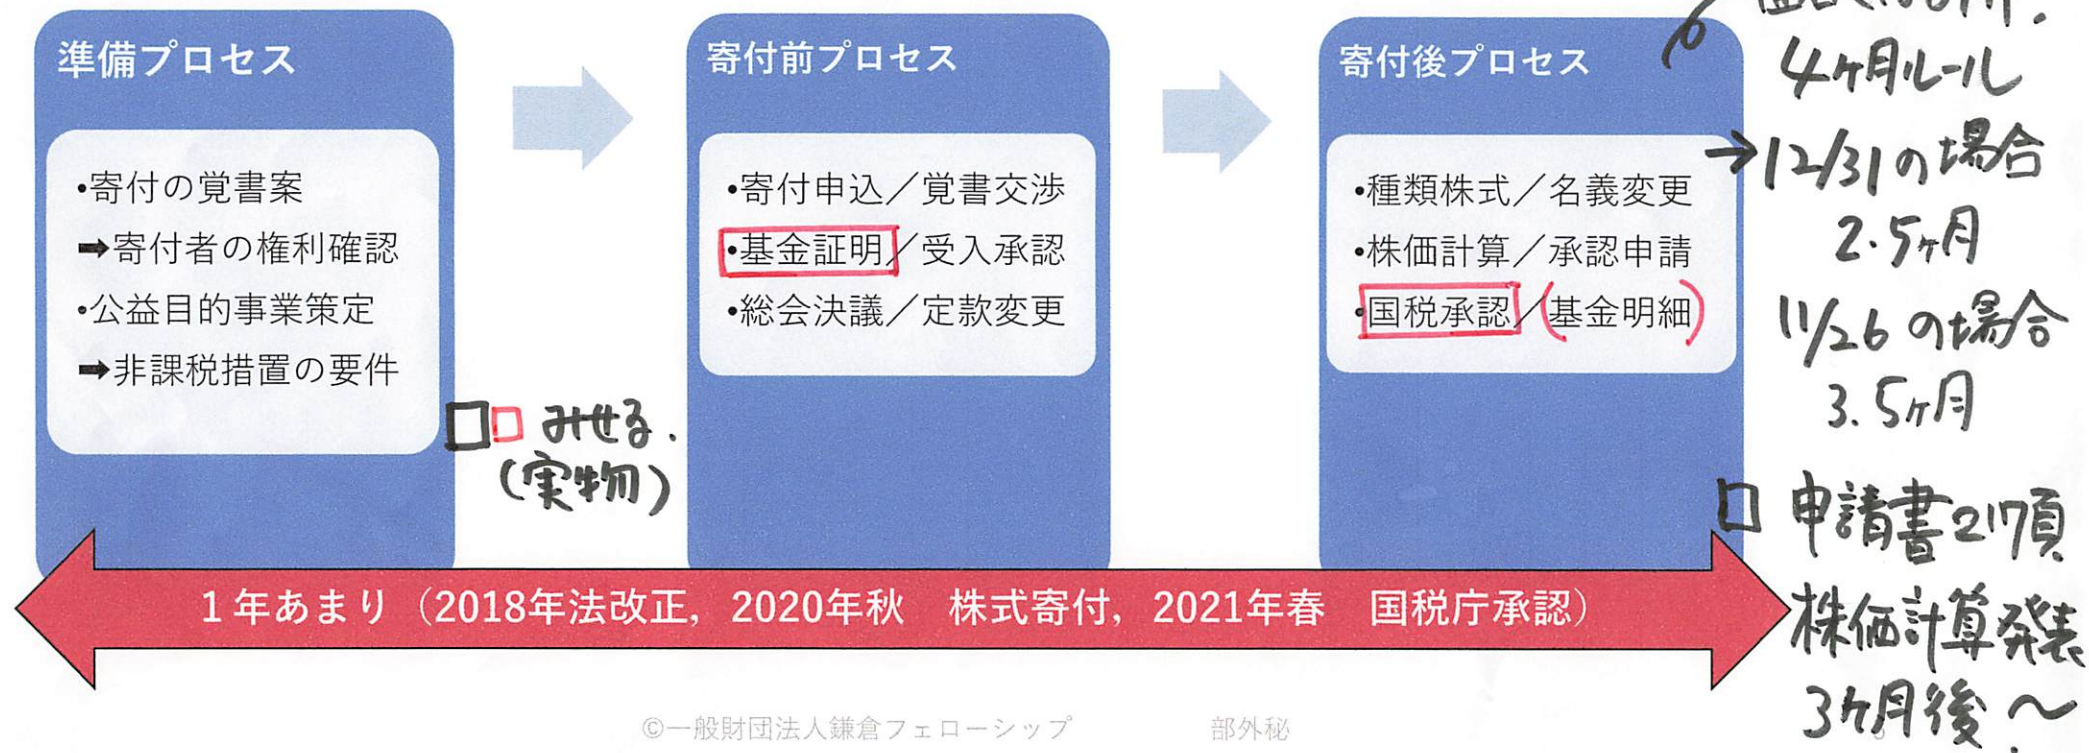 準備プロセス
•寄付の覚書案
➡寄付者の権利確認
•公益目的事業策定
➡非課税措置の要件
寄付前プロセス
•寄付申込／覚書交渉
•基金証明／受入承認
•総会決議／定款変更
寄付後プロセス
•種類株式／名義変更
•株価計算／承認申請
•国税承認／(基金明細)
みせる.
(実物)
4ヶ月ルール
→12/31の場合
2.5ヶ月
11/26の場合
3.5ヶ月
□ 申請書217頁
株価計算発表
3ヶ月後〜
１年あまり（2018年法改正，2020年秋　株式寄付，2021年春　国税庁承認）
©一般財団法人鎌倉フェローシップ　部外秘